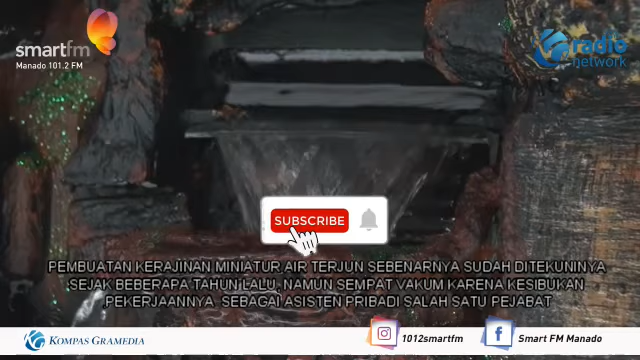 smartfm
Manado 101.2 FM
radio
network
SUBSCRIBE
PEMBUATAN KERAJINAN MINIATUR AIR TERJUN SEBENARNYA SUDAH DITEKUNINYA
SEJAK BEBERAPA TAHUN LALU, NAMUN SEMPAT VAKUM KARENA KESIBUKAN
PEKERJAANNYA SEBAGAI ASISTEN PRIBADI SALAH SATU PEJABAT
KOMPAS GRAMEDIA
1012smartfm
Smart FM Manado